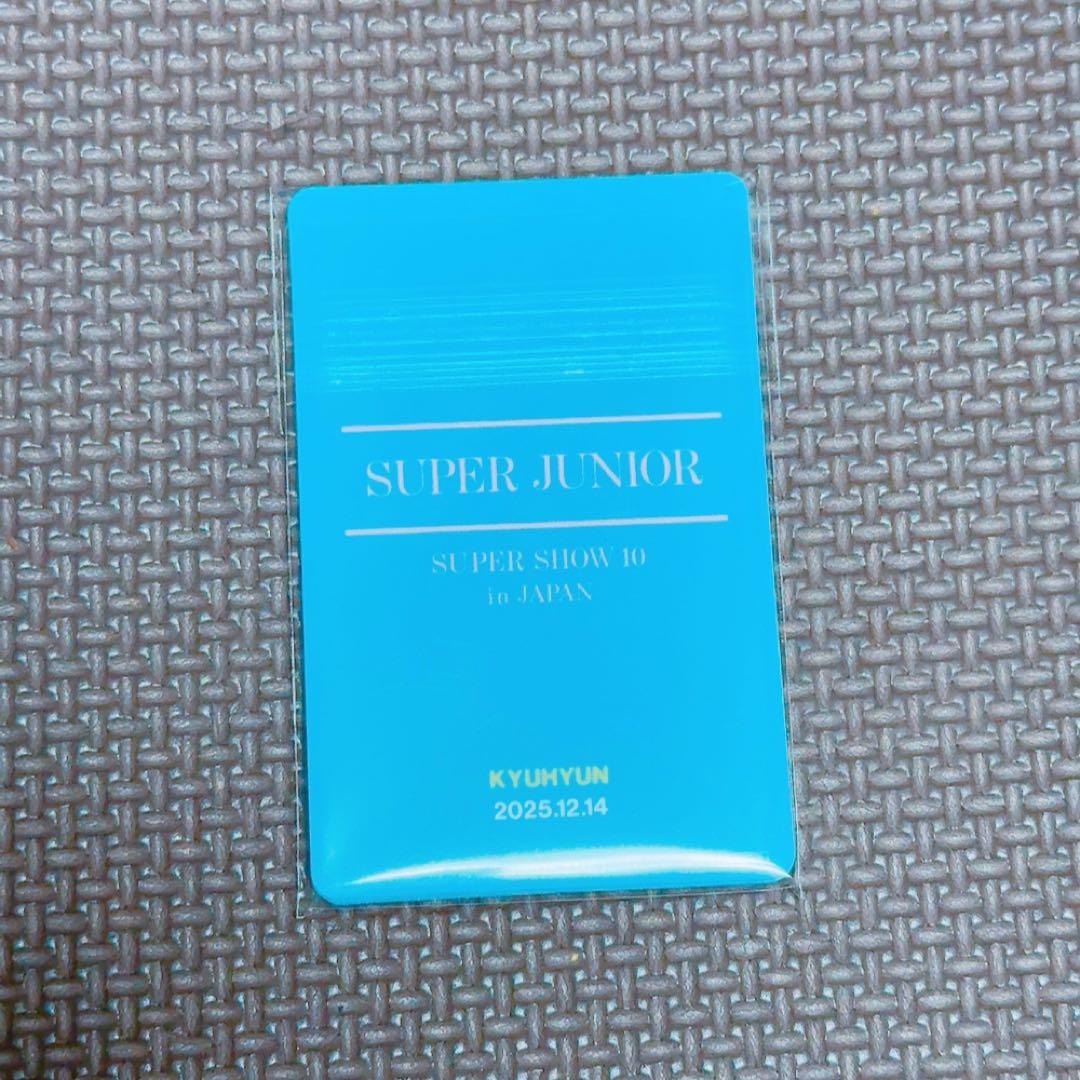 SUPER JUNIOR
SUPER SHOW 10
in JAPAN
KYUHYUN
2025.12.14